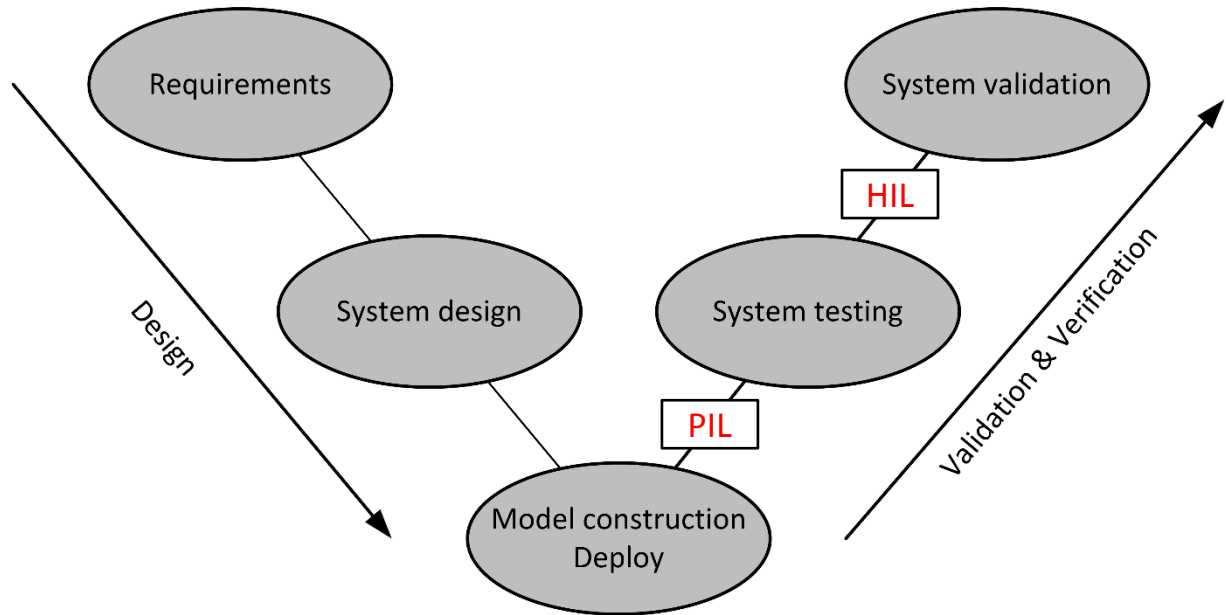 Requirements
System validation
HIL
System design
System testing
Design
Validation & Verification
PIL
Model construction
Deploy